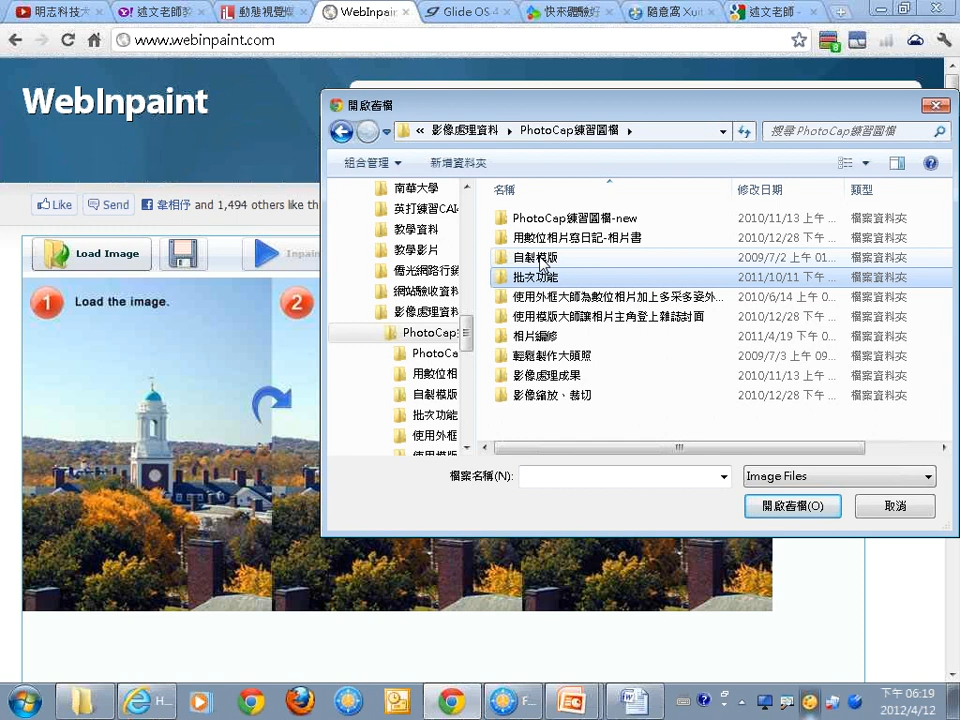 明志科技大
述文老師教
動態視覺
WebInpain
Glide OS 4
快來體驗好
隨意窩 Xuit
述文老師 -
www.webinpaint.com
8
WebInpaint
Like
Send
韋相伃 and 1,494 others like th
Load Image
Inpain
1
Load the image.
2
開啟舊檔
« 影像處理資料 ▸ PhotoCap練習圖檔 ▸
搜尋 PhotoCap練習圖檔
組合管理 ▼
新增資料夾
南華大學
英打練習CAI
教學資料
教學影片
僑光網路行銷
網站驗收資料
影像處理資料
PhotoCap
PhotoCa
用數位相
自製模版
批次功能
使用外框
使用模版
名稱
修改日期
類型
PhotoCap練習圖檔-new
2010/11/13 上午 ...
檔案資料夾
用數位相片寫日記-相片書
2010/12/28 下午 ...
檔案資料夾
自製模版
2009/7/2 上午 01...
檔案資料夾
批次功能
2011/10/11 下午 ...
檔案資料夾
使用外框大師為數位相片加上多采多姿外...
2010/6/14 上午 0...
檔案資料夾
使用模版大師讓相片主角登上雜誌封面
2010/12/28 下午 ...
檔案資料夾
相片編修
2011/4/19 下午 0...
檔案資料夾
輕鬆製作大頭照
2009/7/3 上午 09...
檔案資料夾
影像處理成果
2010/11/13 上午 ...
檔案資料夾
影像縮放、裁切
2010/12/28 下午 ...
檔案資料夾
檔案名稱(N):
Image Files
開啟舊檔(O)
取消
H...
F...
下午 06:19
2012/4/12